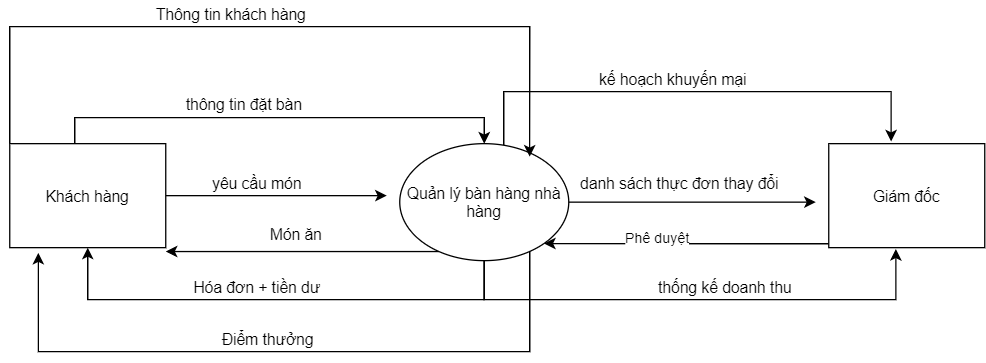 Thông tin khách hàng
kế hoạch khuyến mại
thông tin đặt bàn
Khách hàng
yêu cầu món
Quản lý bàn hàng nhà
hàng
danh sách thực đơn thay đổi
Giám đốc
Món ăn
Phê duyệt
Hóa đơn + tiền dư
thống kế doanh thu
Điểm thưởng